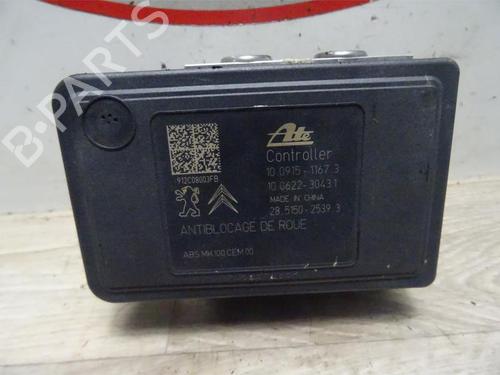 B-PARTS
Ate
Controller
10.0915-1167.3
10.0622-3043.1
MADE IN CHINA
28.5150-2539.3
912C08003FB
ANTIBLOCAGE DE ROUE
ABS MK100 CEM 00